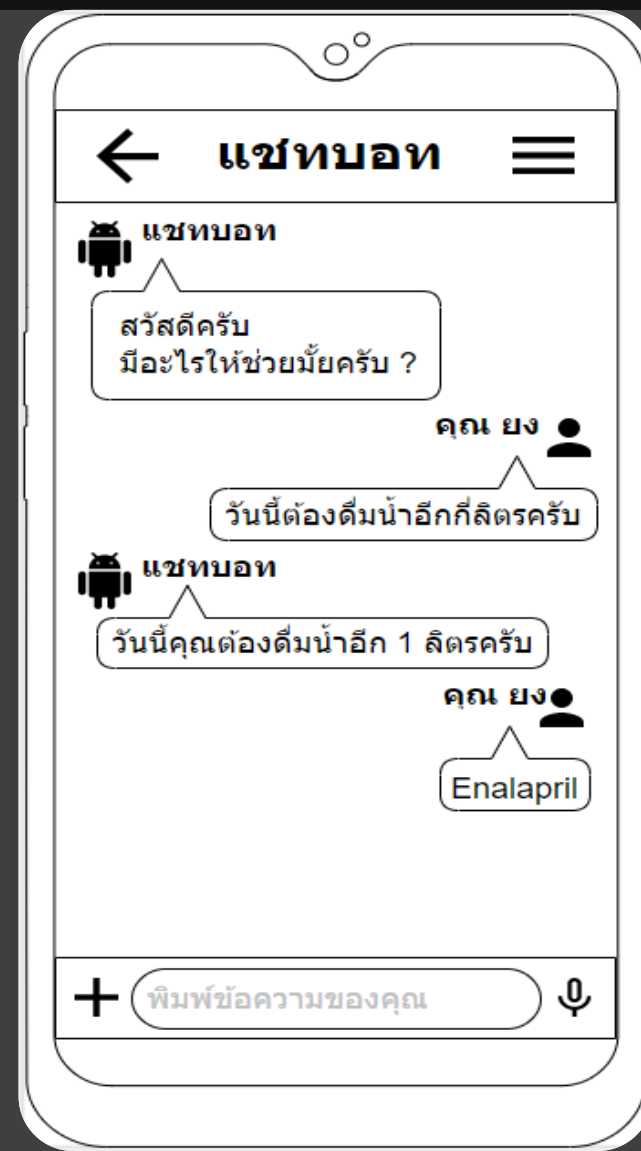 แชทบอท
แชทบอท
สวัสดีครับ
มีอะไรให้ช่วยมั้ยครับ ?
คุณ ยง
วันนี้ต้องดื่มน้ำอีกกี่ลิตรครับ
แชทบอท
วันนี้คุณต้องดื่มน้ำอีก 1 ลิตรครับ
คุณ ยง
Enalapril
พิมพ์ข้อความของคุณ